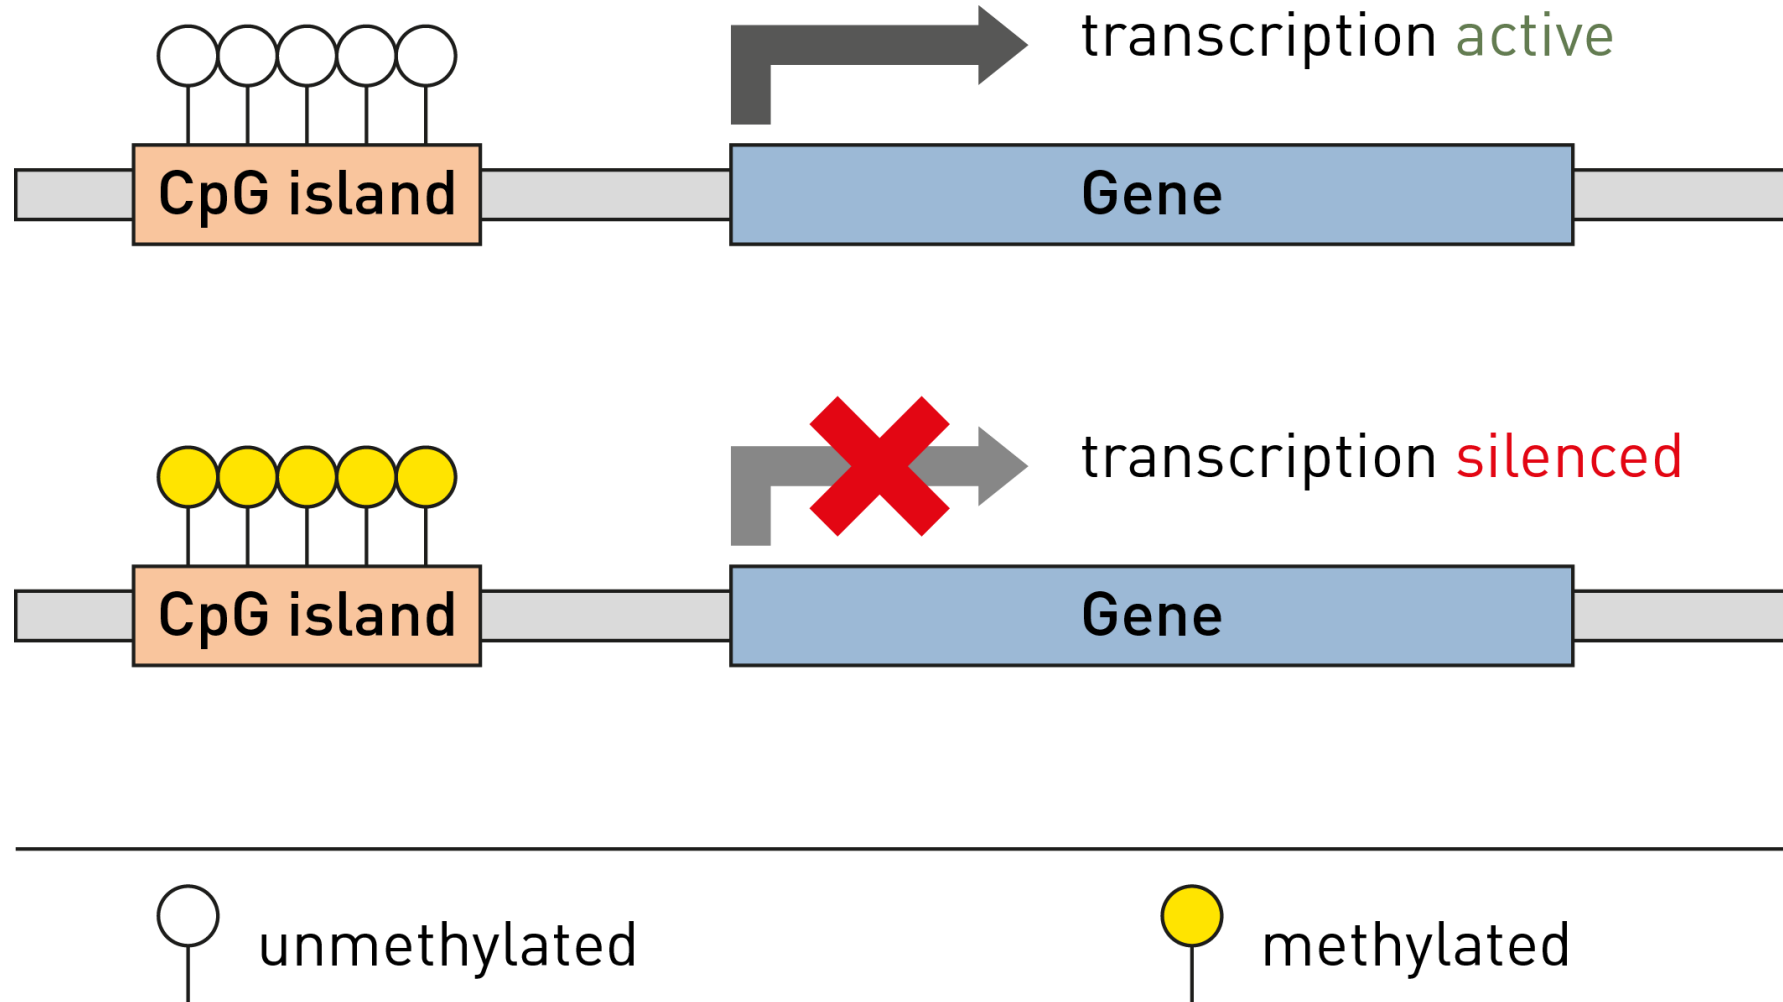 transcription active
CpG island
Gene
transcription silenced
CpG island
Gene
unmethylated
methylated